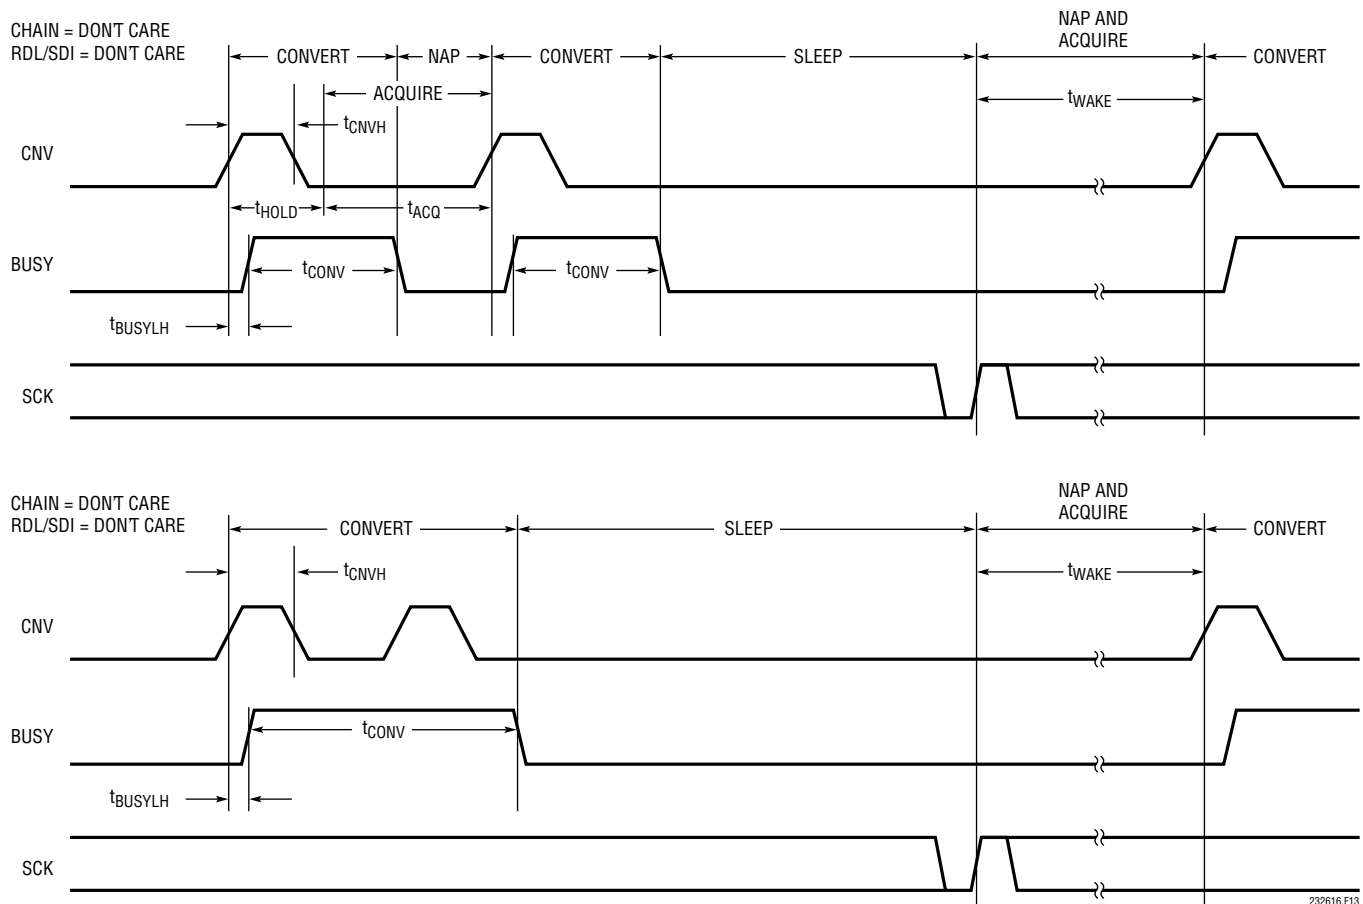 CHAIN = DON'T CARE
RDL/SDI = DON'T CARE
NAP AND
ACQUIRE
CONVERT
NAP
CONVERT
SLEEP
CONVERT
ACQUIRE
tWAKE
tCNVH
CNV
tHOLD
tACQ
BUSY
tCONV
tCONV
tBUSYLH
SCK
CHAIN = DON'T CARE
RDL/SDI = DON'T CARE
NAP AND
ACQUIRE
CONVERT
SLEEP
CONVERT
tCNVH
tWAKE
CNV
BUSY
tCONV
tBUSYLH
SCK
232616 F13